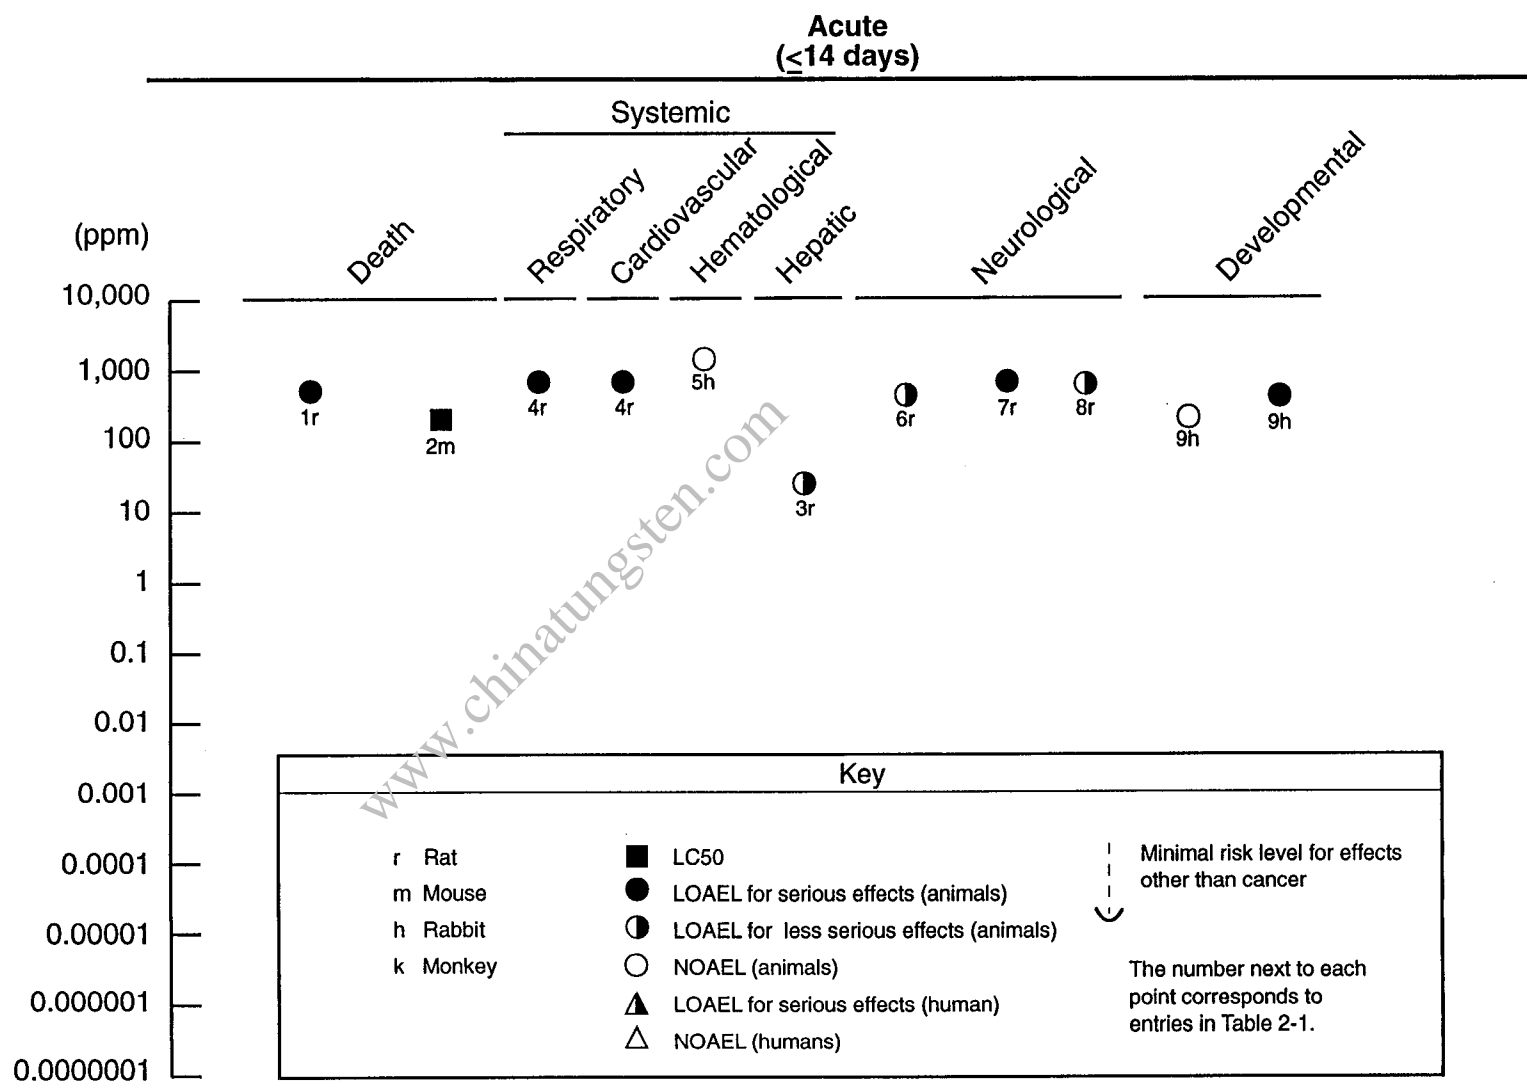 Acute
(≤14 days)
Systemic
(ppm)
Death
Respiratory
Cardiovascular
Hematological
Hepatic
Neurological
Developmental
10,000
1,000
100
10
1
0.1
0.01
0.001
0.0001
0.00001
0.000001
0.0000001
1r
2m
4r
4r
5h
3r
6r
7r
8r
9h
9h
www.chinatungsten.com
Key
r Rat
m Mouse
h Rabbit
k Monkey
LC50
LOAEL for serious effects (animals)
LOAEL for less serious effects (animals)
NOAEL (animals)
LOAEL for serious effects (human)
NOAEL (humans)
Minimal risk level for effects
other than cancer
The number next to each
point corresponds to
entries in Table 2-1.